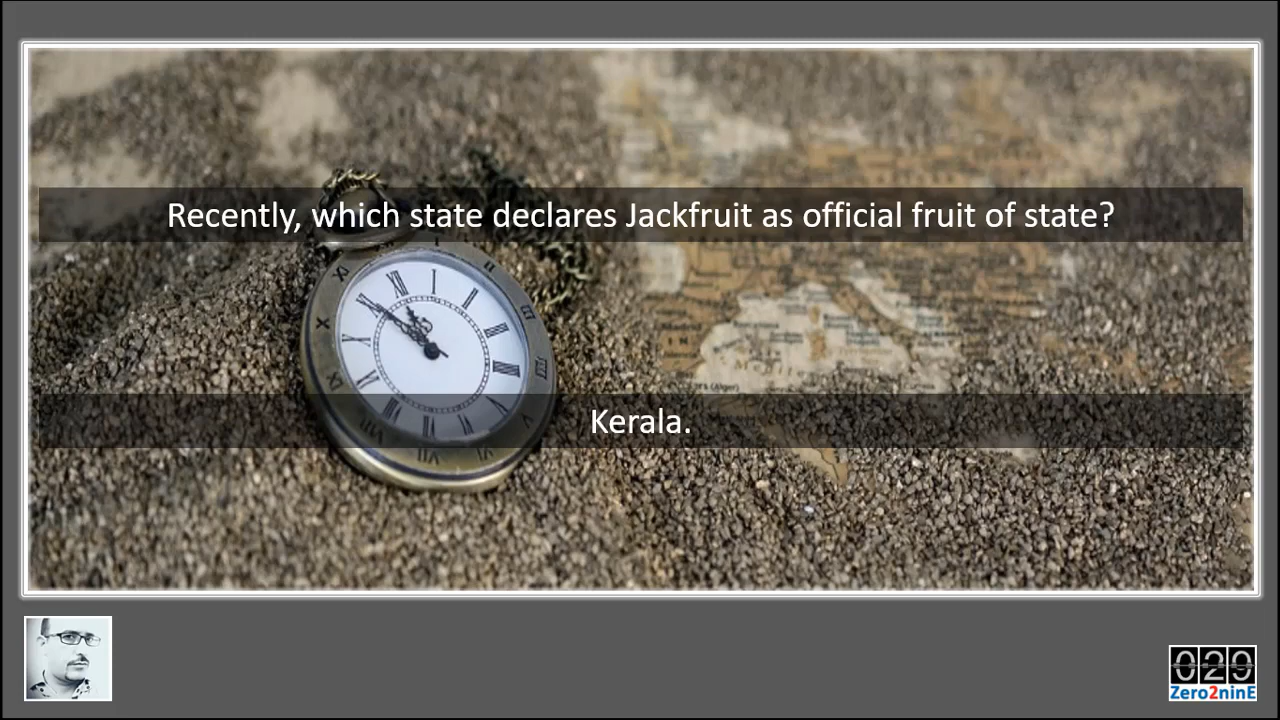 Recently, which state declares Jackfruit as official fruit of state?
Kerala.
029
Zero2ninE